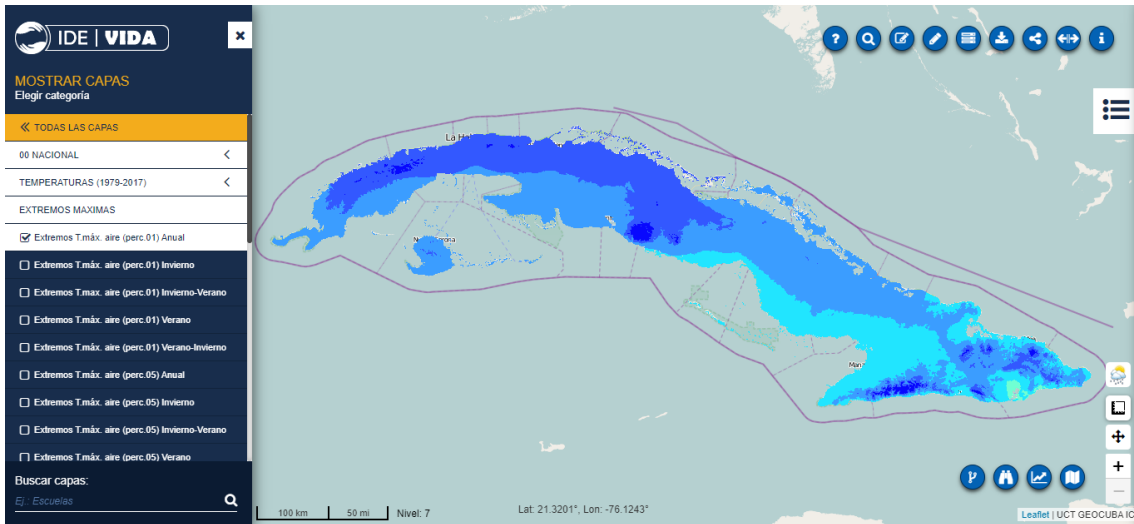 IDE | VIDA
MOSTRAR CAPAS
Elegir categoría
TODAS LAS CAPAS
00 NACIONAL
TEMPERATURAS (1979-2017)
EXTREMOS MAXIMAS
Extremos T.máx. aire (perc.01) Anual
Extremos T.máx. aire (perc.01) Invierno
Extremos T.max. aire (perc.01) Invierno-Verano
Extremos T.máx. aire (perc.01) Verano
Extremos T.máx. aire (perc.01) Verano-Invierno
Extremos T.máx. aire (perc.05) Anual
Extremos T.máx. aire (perc.05) Invierno
Extremos T.máx. aire (perc.05) Invierno-Verano
Extremos T.máx. aire (perc.05) Verano
Buscar capas:
Ej.: Escuelas
La H
Man
100 km
50 mi
Nivel: 7
Lat: 21.3201°, Lon: -76.1243°
Leaflet | UCT GEOCUBA IC